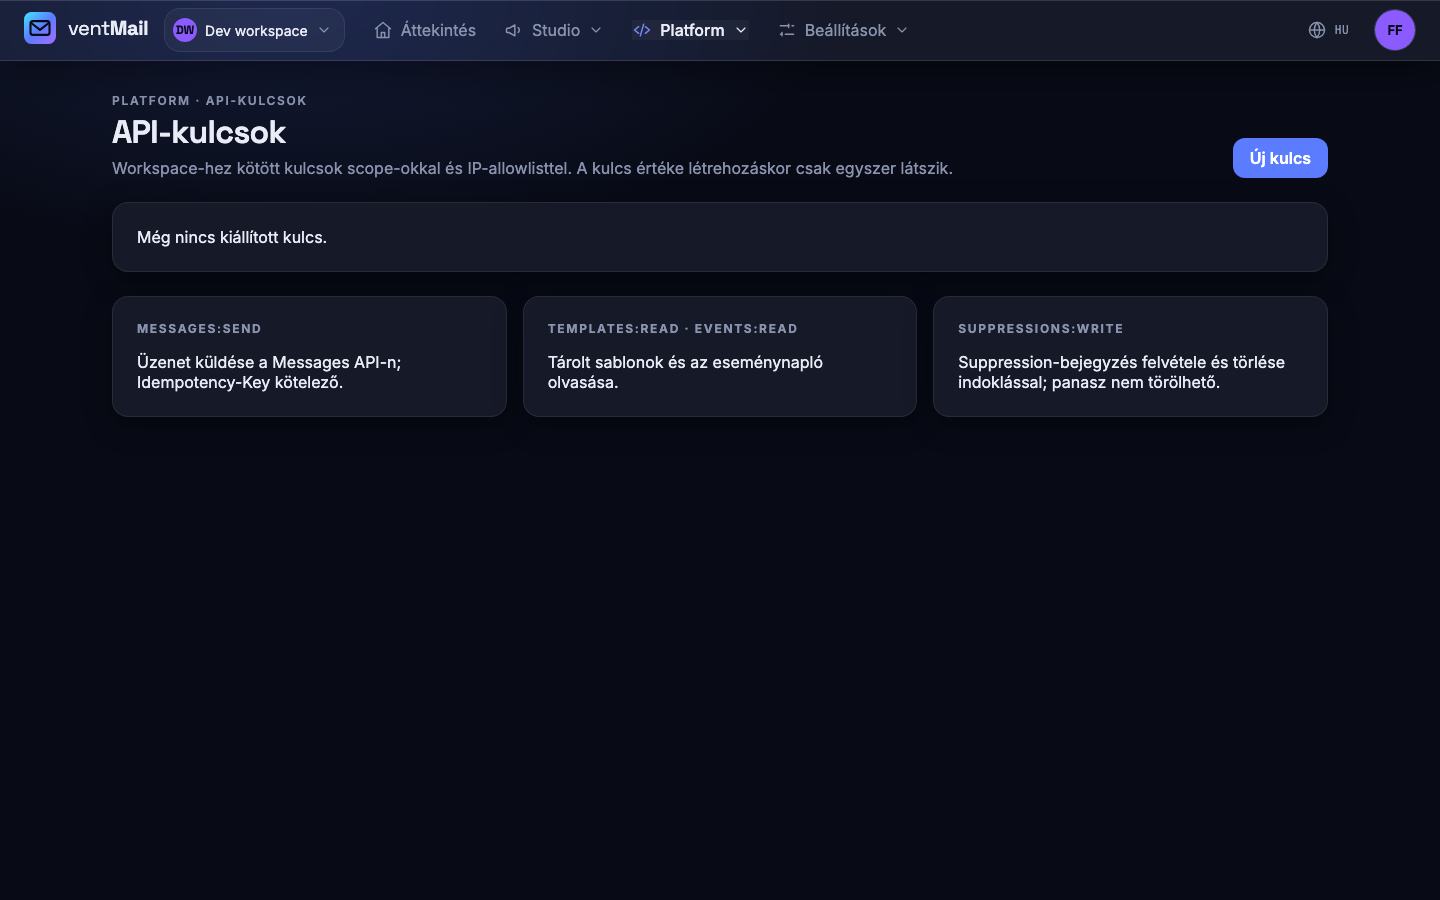 ventMail
DW Dev workspace
Áttekintés
Studio
Platform
Beállítások
HU
FF
PLATFORM · API-KULCSOK
API-kulcsok
Workspace-hez kötött kulcsok scope-okkal és IP-allowlisttel. A kulcs értéke létrehozáskor csak egyszer látszik.
Új kulcs
Még nincs kiállított kulcs.
MESSAGES:SEND
Üzenet küldése a Messages API-n;
Idempotency-Key kötelező.
TEMPLATES:READ · EVENTS:READ
Tárolt sablonok és az eseménynapló
olvasása.
SUPPRESSIONS:WRITE
Suppression-bejegyzés felvétele és törlése
indoklással; panasz nem törölhető.